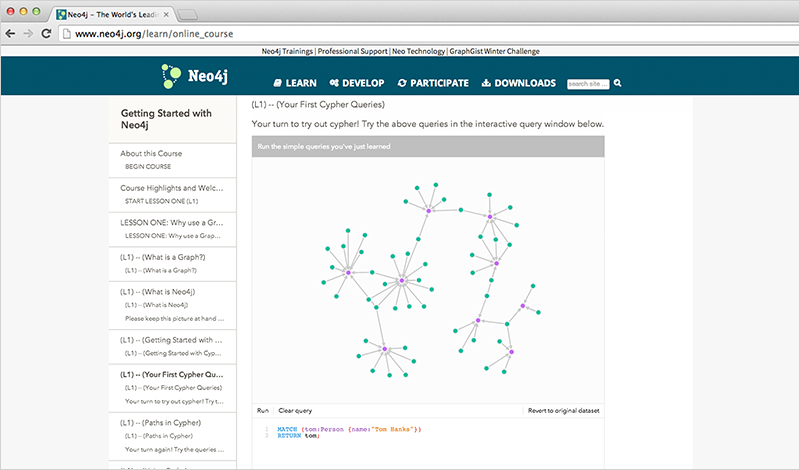 Neo4j - The World's Leadi
www.neo4j.org/learn/online_course
Neo4j Trainings | Professional Support | Neo Technology | GraphGist Winter Challenge
Neo4j
LEARN
DEVELOP
PARTICIPATE
DOWNLOADS
search site ...
Getting Started with
Neo4j
About this Course
BEGIN COURSE
Course Highlights and Welc...
START LESSON ONE (L1)
LESSON ONE: Why use a Gr...
LESSON ONE: Why use a Grap...
(L1) -- (What is a Graph?)
(L1) -- (What is a Graph?)
(L1) -- (What is Neo4j)
(L1) -- (What is Neo4j)
Please keep this picture at hand ...
(L1) -- (Getting Started with ...
(L1) -- (Getting Started with Cyp...
(L1) -- (Your First Cypher Qu...
(L1) -- (Your First Cypher Queries)
Your turn to try out cypher! Try t...
(L1) -- (Paths in Cypher)
(L1) -- (Paths in Cypher)
Your turn again! Try the queries ...
(L1) -- (Your First Cypher Queries)
Your turn to try out cypher! Try the above queries in the interactive query window below.
Run the simple queries you've just learned
Run
Clear query
Revert to original dataset
1 MATCH (tom:Person {name:"Tom Hanks"})
2 RETURN tom;